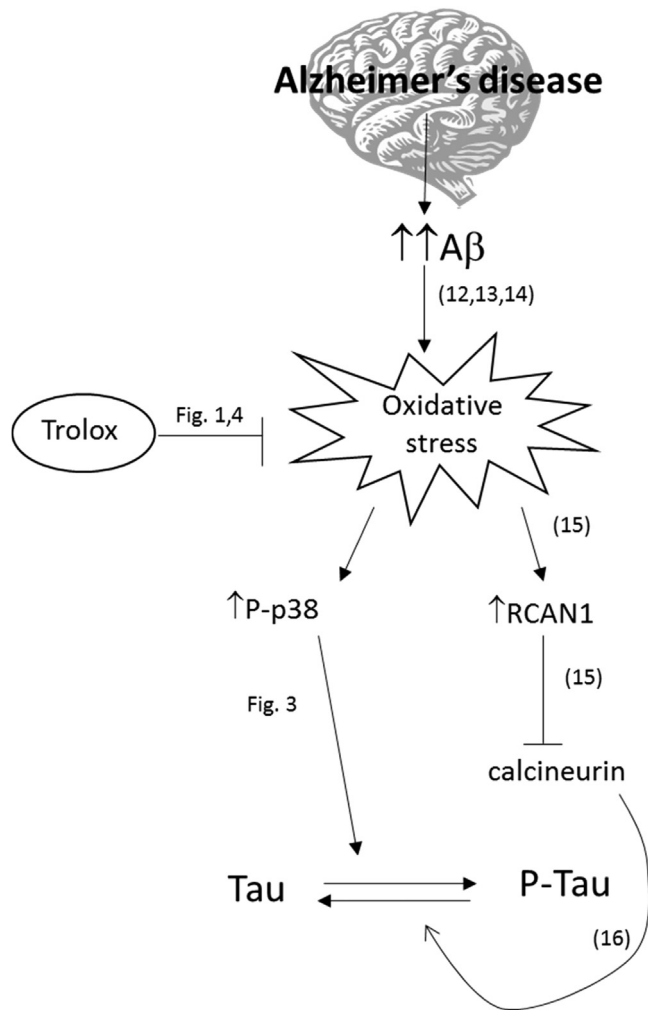 Alzheimer's disease
↑↑Aβ
(12,13,14)
Oxidative
stress
Trolox
Fig. 1,4
(15)
↑P-p38
↑RCAN1
Fig. 3
(15)
calcineurin
Tau
P-Tau
(16)